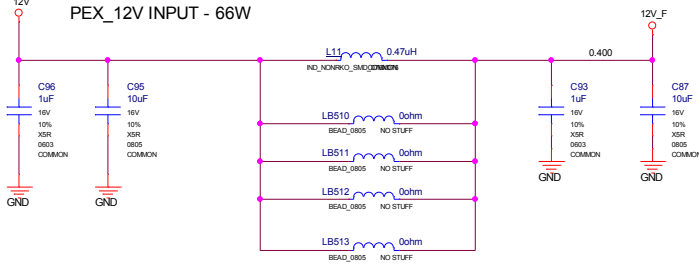 12V
PEX_12V INPUT - 66W
12V_F
L11 0.47uH
0.400
C96
1uF
16V
10%
X5R
0603
COMMON
GND
C95
10uF
16V
10%
X5R
0805
COMMON
LB510 0ohm
BEAD_0805 NO STUFF
LB511 0ohm
BEAD_0805 NO STUFF
LB512 0ohm
BEAD_0805 NO STUFF
LB513 0ohm
BEAD_0805 NO STUFF
C93
1uF
16V
10%
X5R
0603
COMMON
GND
C87
10uF
16V
10%
X5R
0805
COMMON
GND
GND